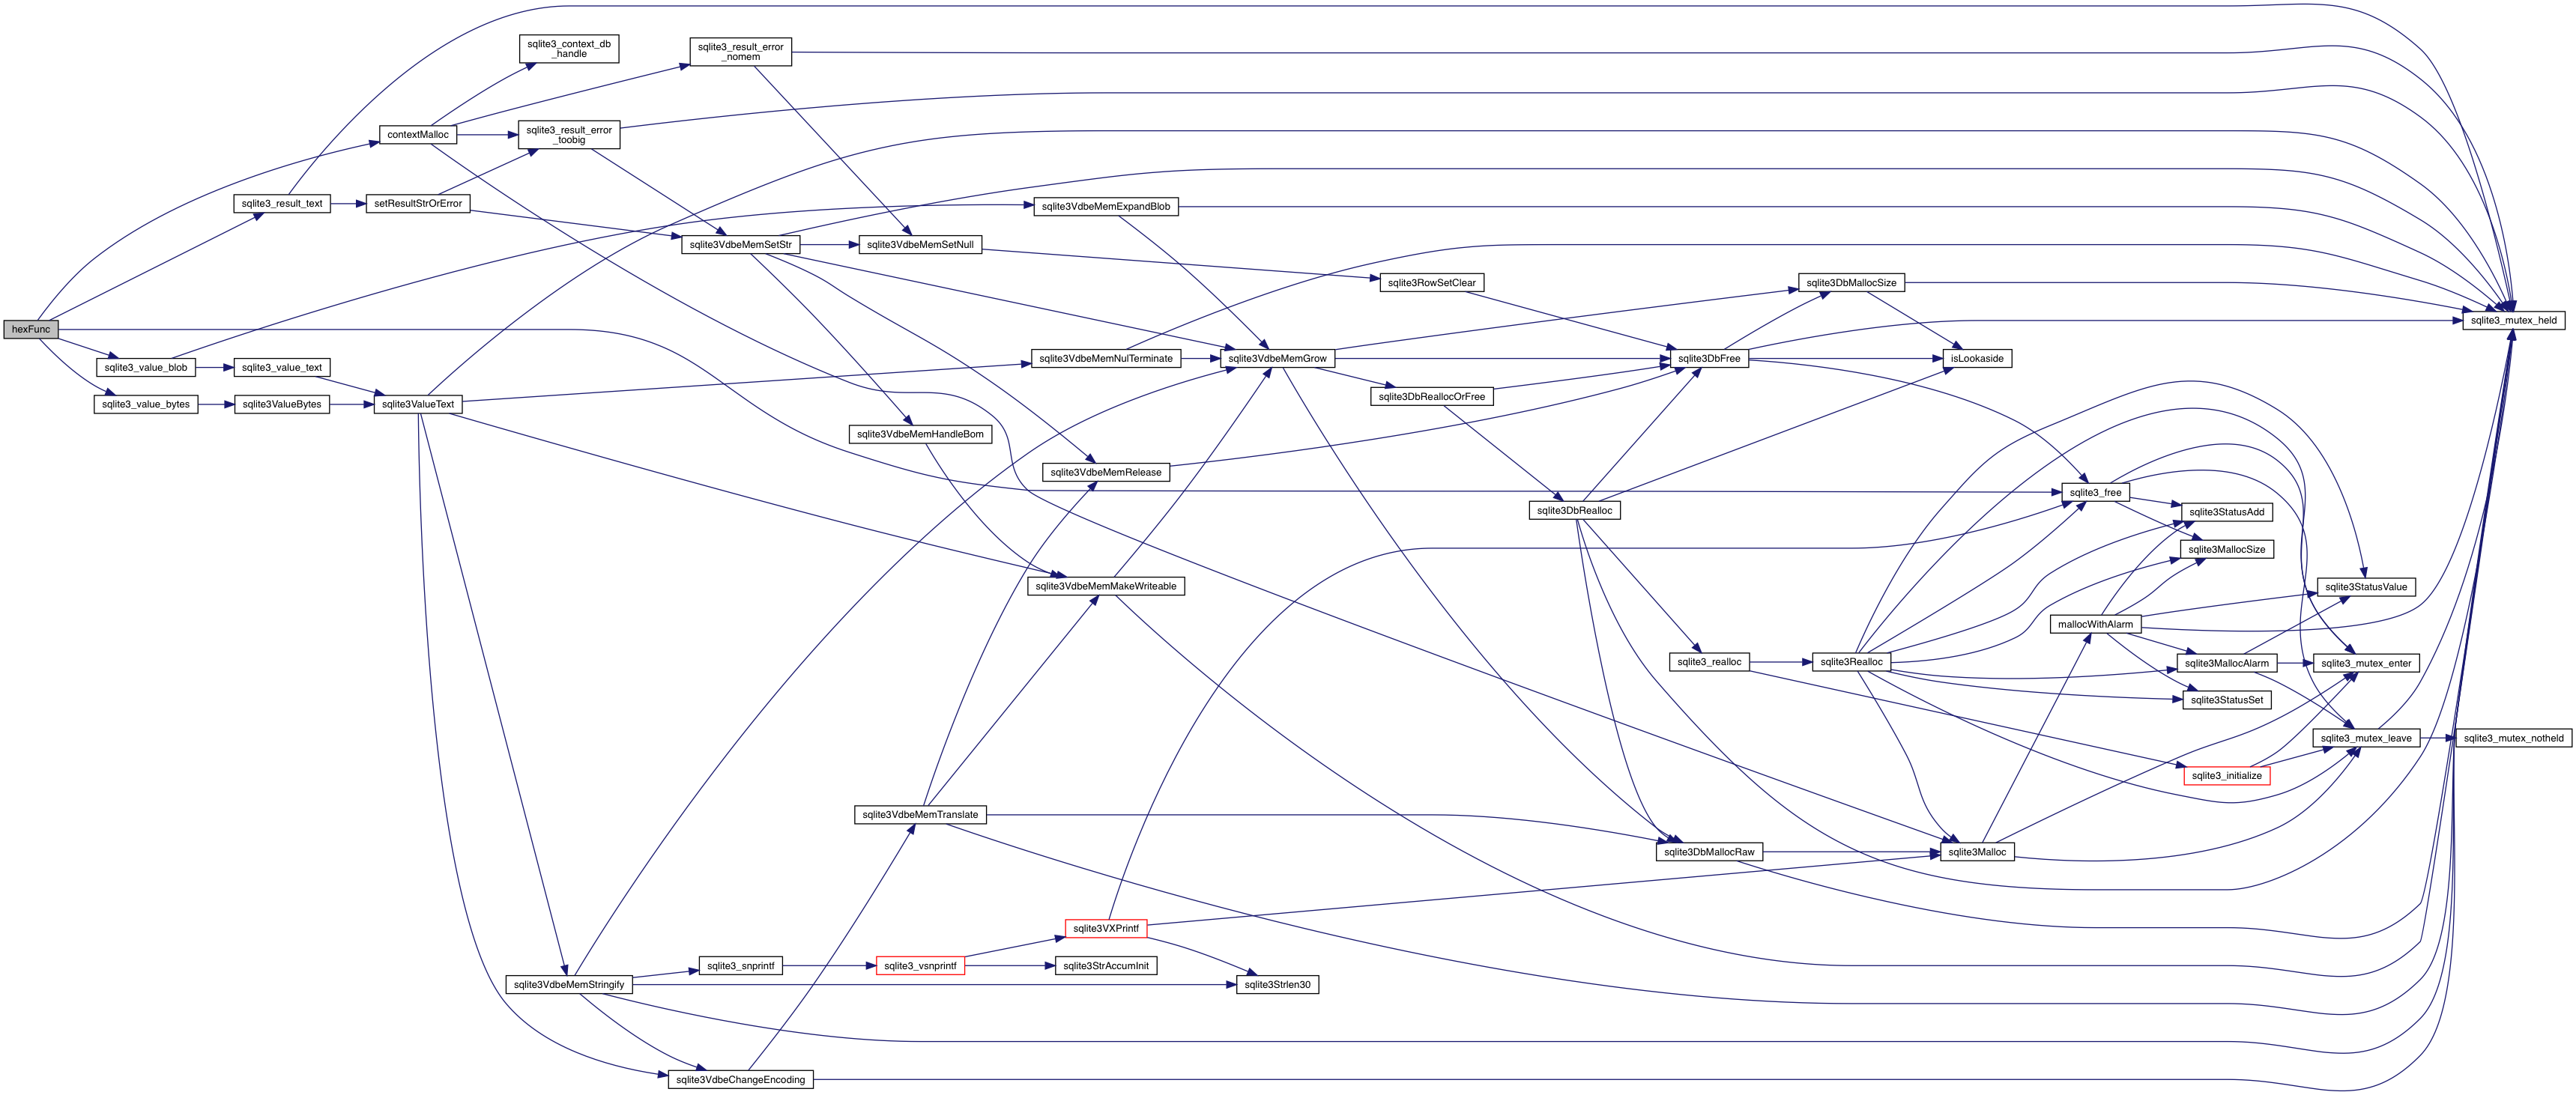 hexFunc
contextMalloc
sqlite3_result_text
sqlite3_value_blob
sqlite3_value_bytes
sqlite3_context_db
_handle
sqlite3_result_error
_nomem
sqlite3_result_error
_toobig
setResultStrOrError
sqlite3_value_text
sqlite3ValueBytes
sqlite3ValueText
sqlite3VdbeMemSetStr
sqlite3VdbeMemSetNull
sqlite3VdbeMemExpandBlob
sqlite3VdbeMemNulTerminate
sqlite3VdbeMemHandleBom
sqlite3VdbeMemRelease
sqlite3VdbeMemMakeWriteable
sqlite3VdbeMemTranslate
sqlite3VdbeMemStringify
sqlite3VdbeChangeEncoding
sqlite3_snprintf
sqlite3_vsnprintf
sqlite3VXPrintf
sqlite3StrAccumInit
sqlite3Strlen30
sqlite3VdbeMemGrow
sqlite3RowSetClear
sqlite3DbReallocOrFree
sqlite3DbRealloc
sqlite3DbFree
sqlite3DbMallocSize
isLookaside
sqlite3_realloc
sqlite3DbMallocRaw
sqlite3Realloc
sqlite3Malloc
sqlite3_free
mallocWithAlarm
sqlite3StatusAdd
sqlite3MallocSize
sqlite3StatusValue
sqlite3MallocAlarm
sqlite3_mutex_enter
sqlite3StatusSet
sqlite3_mutex_leave
sqlite3_initialize
sqlite3_mutex_held
sqlite3_mutex_notheld